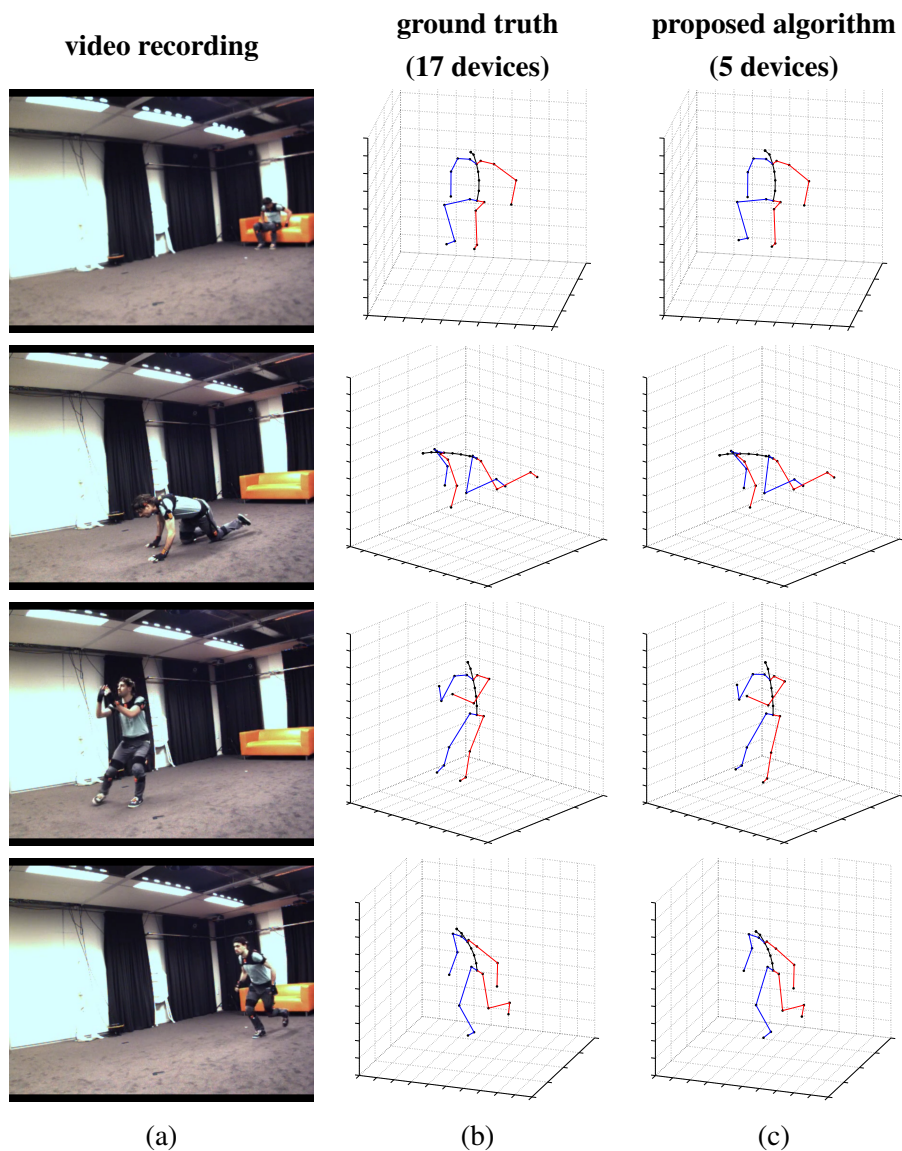 video recording
ground truth
(17 devices)
proposed algorithm
(5 devices)
(a)
(b)
(c)